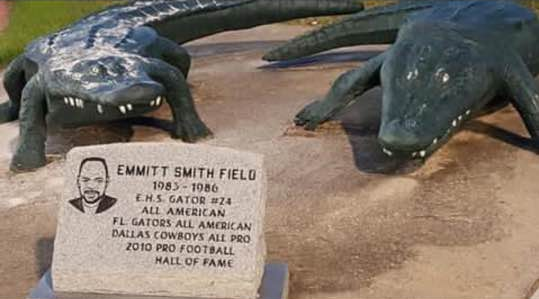 EMMITT SMITH FIELD
1983 - 1986
E.H.S. GATOR #24
ALL AMERICAN
FL. GATORS ALL AMERICAN
DALLAS COWBOYS ALL PRO
2010 PRO FOOTBALL
HALL OF FAME